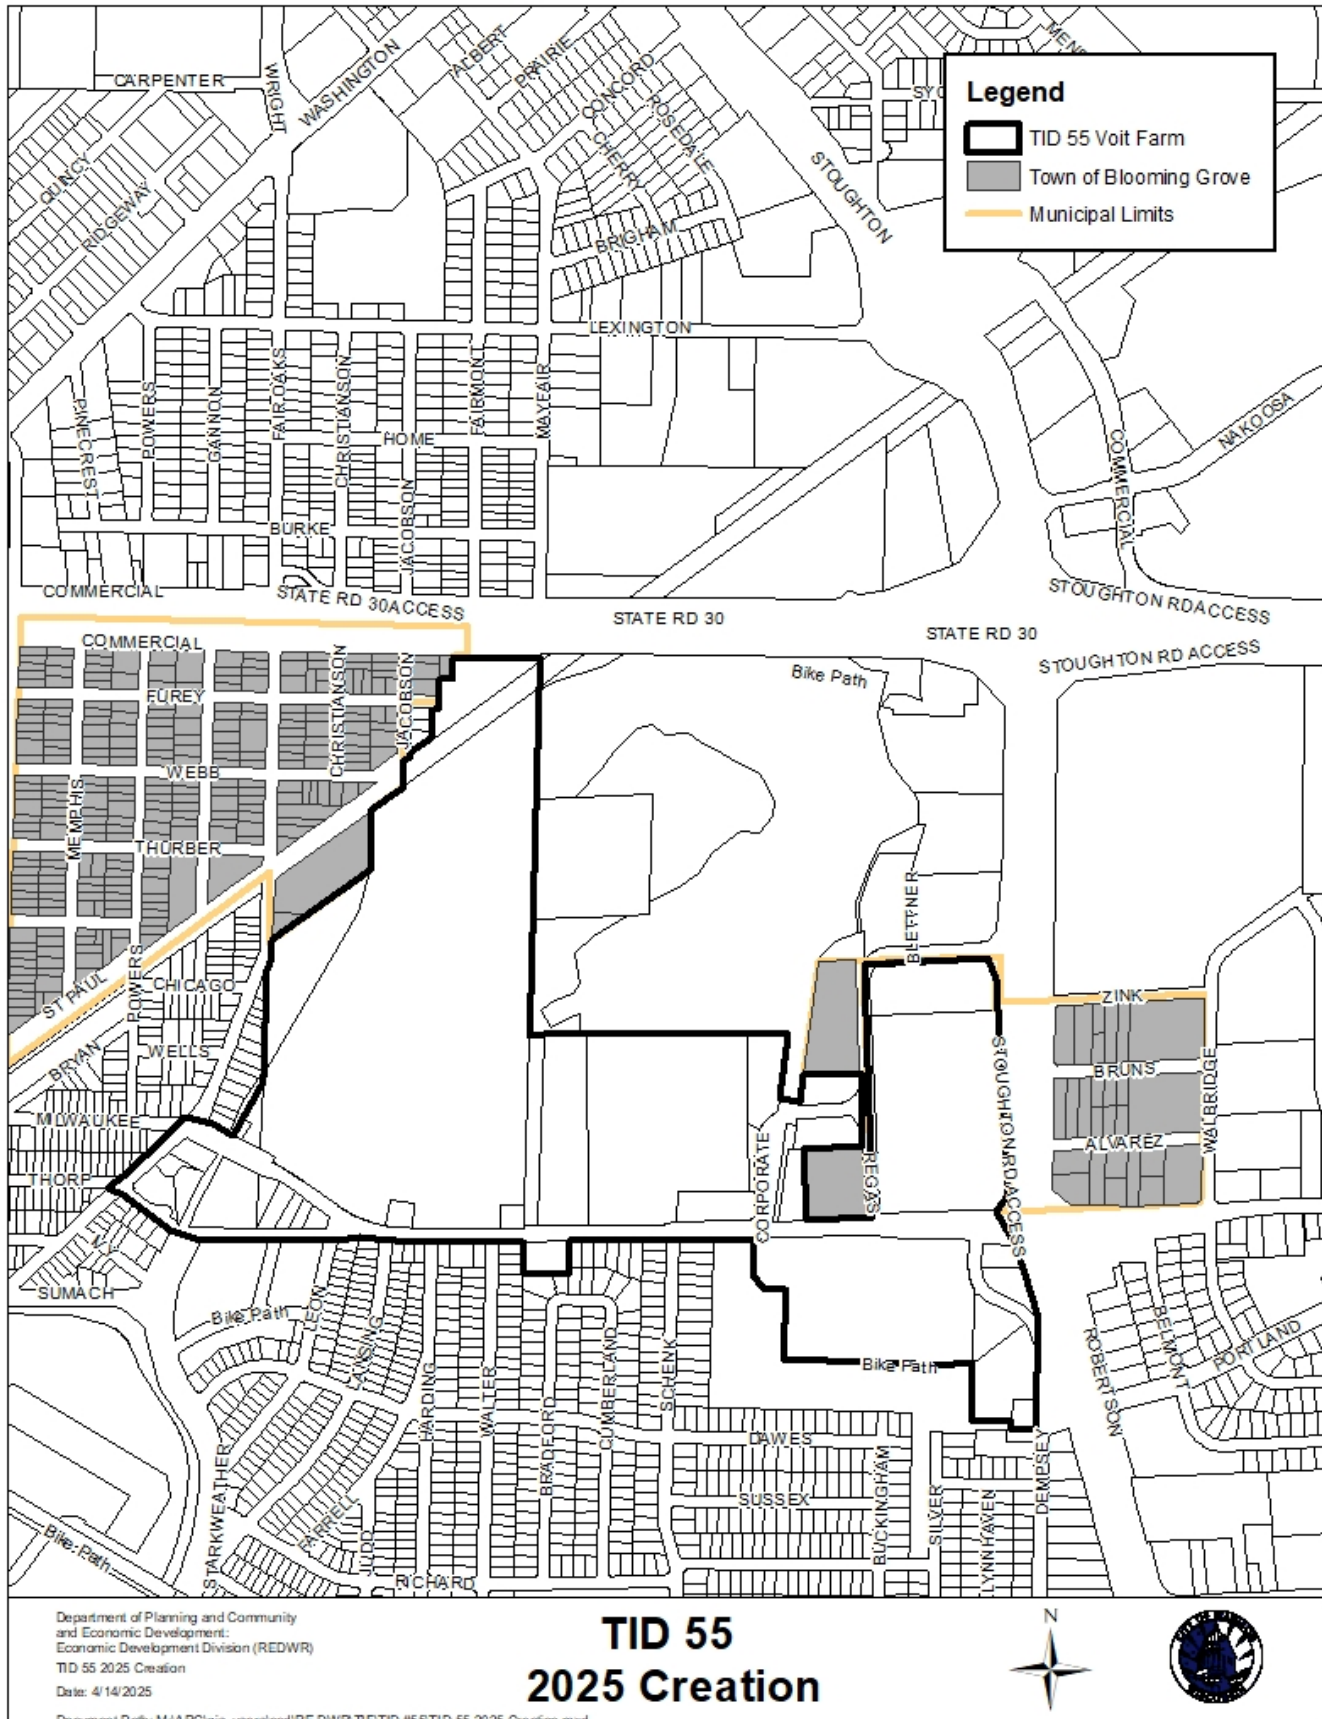 MENS
ALBERT
PRAIRIE
WASHINGTON
CARPENTER
WRIGHT
CONCORD
ROSEDALE
CHERRY
SYC
Legend
TID 55 Voit Farm
Town of Blooming Grove
Municipal Limits
QUINCY
RIDGEWAY
STOUGHTON
BRIGHAM
LEXINGTON
PINECREST
POWERS
GANNON
FAIR OAKS
CHRISTIANSON
FAIRMONT
MAYFAIR
HOME
JACOBSON
BURKE
COMMERCIAL
NAKOOSA
COMMERCIAL
STATE RD 30 ACCESS
STATE RD 30
STATE RD 30
STOUGHTON RD ACCESS
STOUGHTON RD ACCESS
COMMERCIAL
FUREY
CHRISTIANSON
JACOBSON
Bike Path
WEBB
MEMPHIS
THURBER
BLETTNER
ST PAUL
POWERS
CHICAGO
ZINK
BRYAN
WELLS
BRUNS
WALBRIDGE
STOUGHTON RD ACCESS
MILWAUKEE
ALVAREZ
THORP
CORPORATE
REGAS
SUMACH
Bike Path
LEON
LANSING
HARDING
WALTER
BRADFORD
CUMBERLAND
SCHENK
Bike Path
ROBERTSON
BELMONT
PORTLAND
DAWES
SUSSEX
BUCKINGHAM
SILVER
LYNNHAVEN
DEMPSEY
STARKWEATHER
FARRELL
JUDD
RICHARD
Bike Path
Department of Planning and Community
and Economic Development:
Economic Development Division (REDWR)
TID 55 2025 Creation
Date: 4/14/2025
TID 55
2025 Creation
N